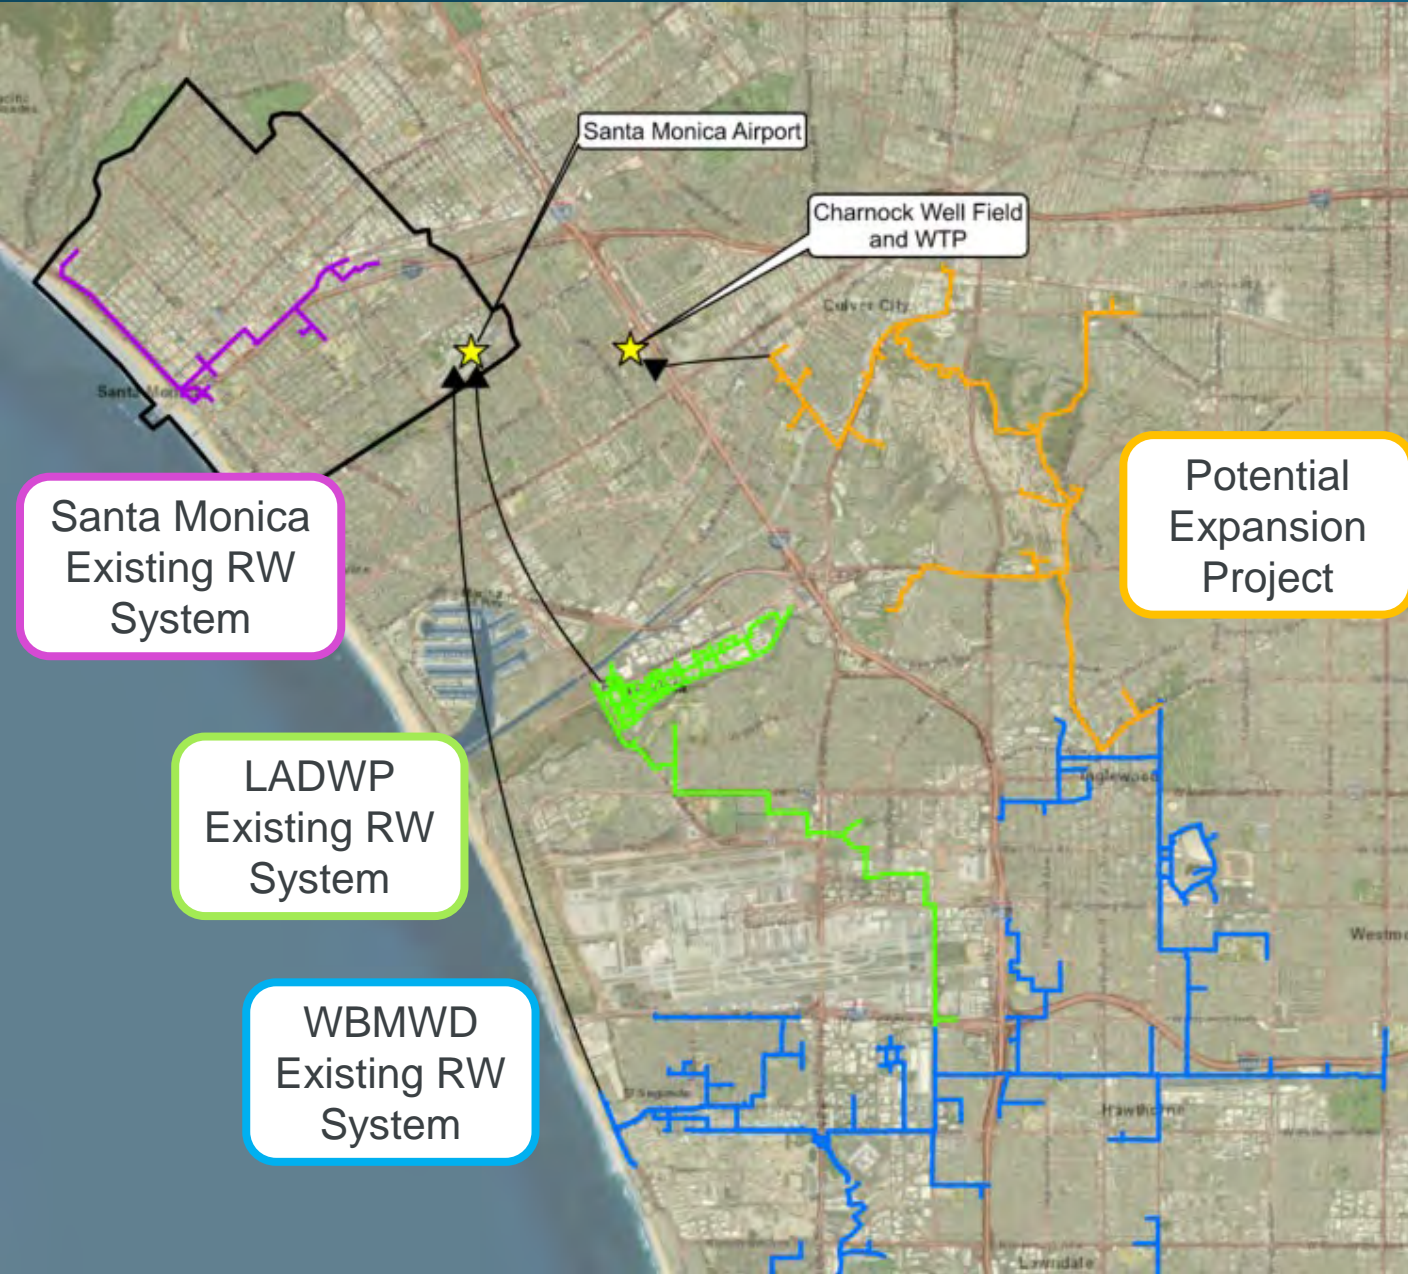 Santa Monica Airport
Charnock Well Field
and WTP
Culver City
Potential
Expansion
Project
Santa Monica
Existing RW
System
LADWP
Existing RW
System
Inglewood
WBMWD
Existing RW
System
El Segundo
Hawthorne
Lawndale